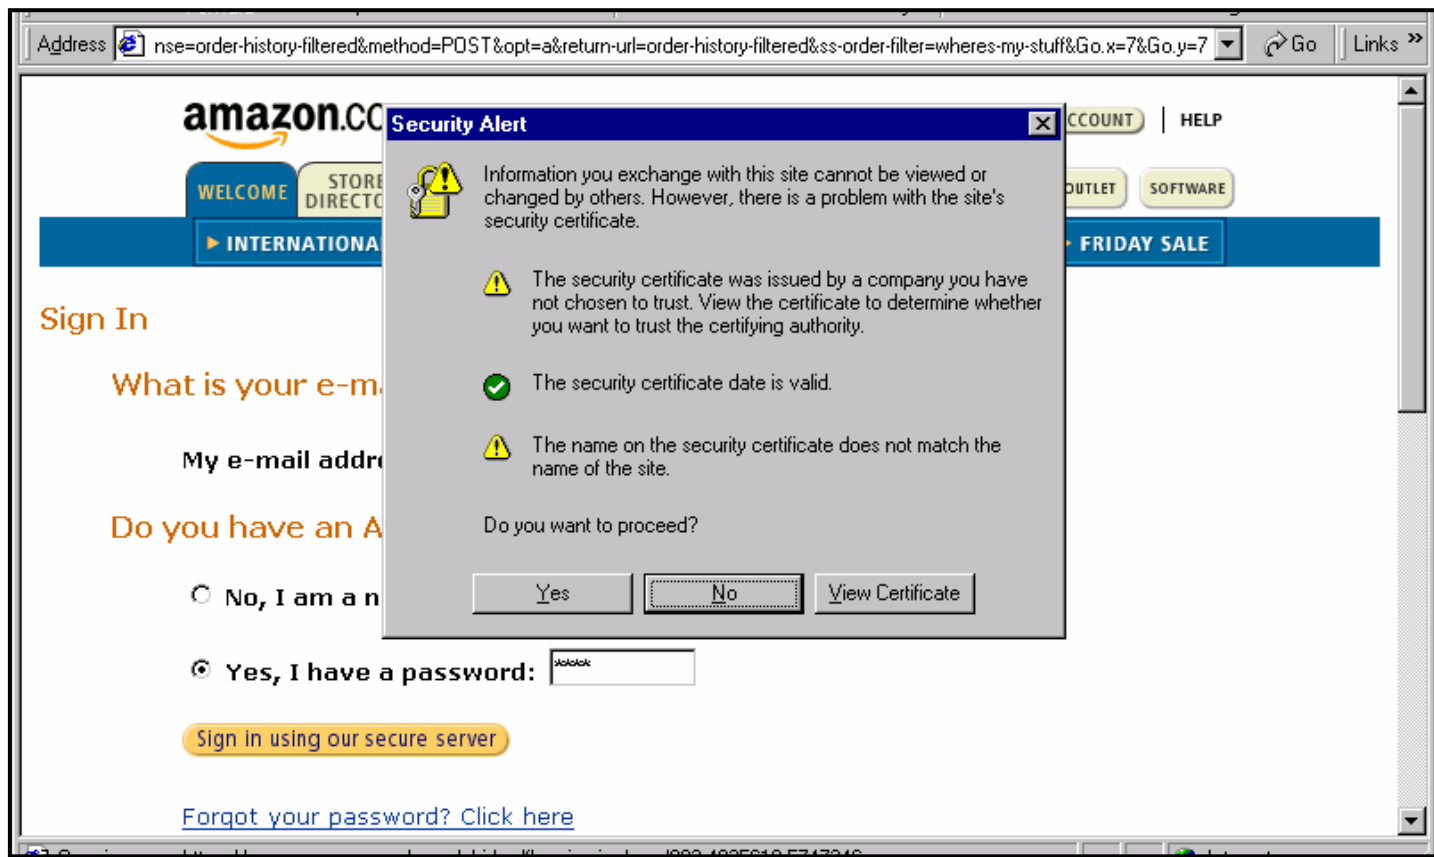 Address nse=order-history-filtered&method=POST&opt=a&return-url=order-history-filtered&ss-order-filter=wheres-my-stuff&Go.x=7&Go.y=7 Go Links »
amazon.co
CCOUNT | HELP
WELCOME
STORE
DIRECTO
OUTLET
SOFTWARE
INTERNATIONA
FRIDAY SALE
Security Alert
Information you exchange with this site cannot be viewed or
changed by others. However, there is a problem with the site's
security certificate.
The security certificate was issued by a company you have
not chosen to trust. View the certificate to determine whether
you want to trust the certifying authority.
The security certificate date is valid.
The name on the security certificate does not match the
name of the site.
Do you want to proceed?
Yes No View Certificate
Sign In
What is your e-ma
My e-mail addre
Do you have an A
No, I am a n
Yes, I have a password: *****
Sign in using our secure server
Forgot your password? Click here